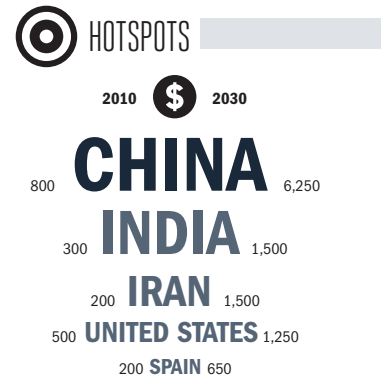 HOTSPOTS
2010 $ 2030
800 CHINA 6,250
300 INDIA 1,500
200 IRAN 1,500
500 UNITED STATES 1,250
200 SPAIN 650